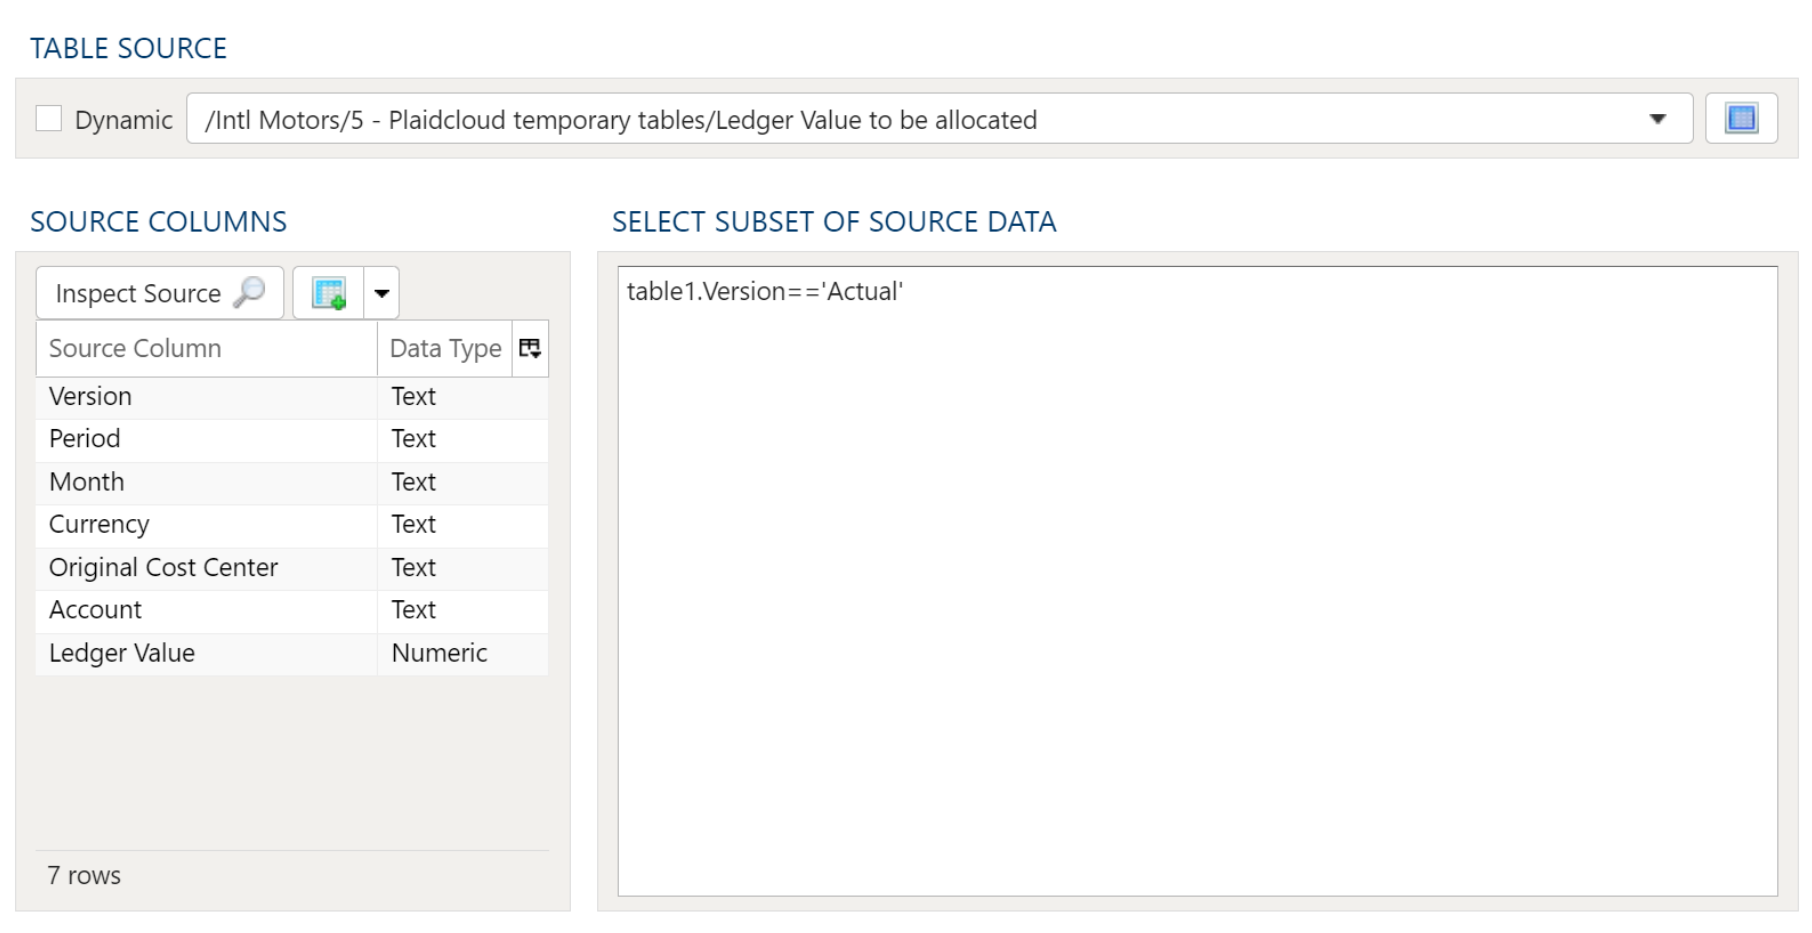 TABLE SOURCE
Dynamic /Intl Motors/5 - Plaidcloud temporary tables/Ledger Value to be allocated
SOURCE COLUMNS
Inspect Source
Source Column Data Type
Version Text
Period Text
Month Text
Currency Text
Original Cost Center Text
Account Text
Ledger Value Numeric
7 rows
SELECT SUBSET OF SOURCE DATA
table1.Version=='Actual'